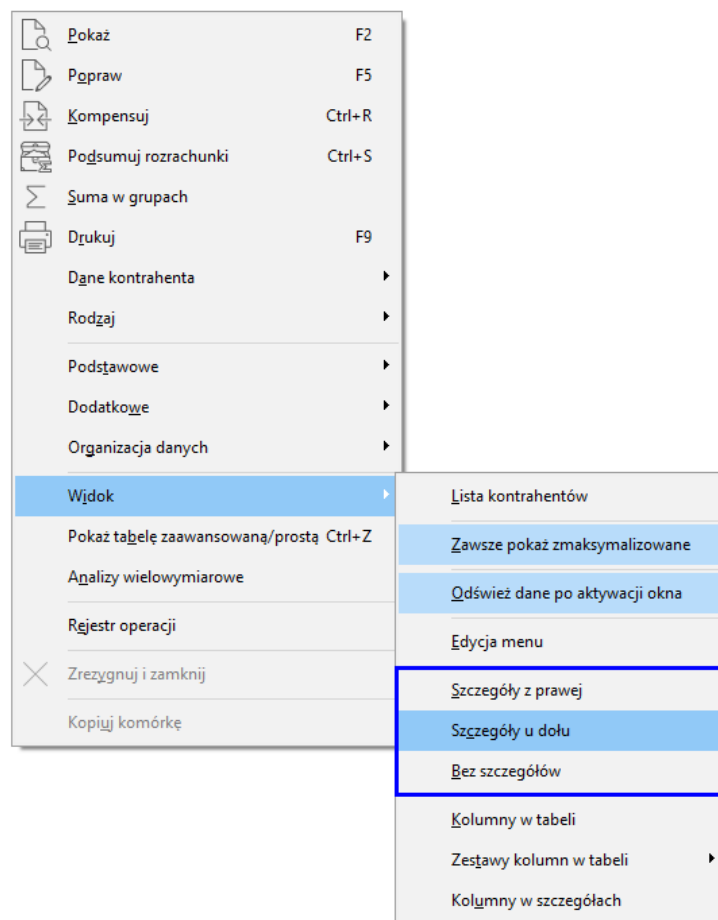 Pokaż F2
Popraw F5
Kompensuj Ctrl+R
Podsumuj rozrachunki Ctrl+S
Suma w grupach
Drukuj F9
Dane kontrahenta
Rodzaj
Podstawowe
Dodatkowe
Organizacja danych
Widok
Pokaż tabelę zaawansowaną/prostą Ctrl+Z
Analizy wielowymiarowe
Rejestr operacji
Zrezygnuj i zamknij
Kopiuj komórkę
Lista kontrahentów
Zawsze pokaż zmaksymalizowane
Odśwież dane po aktywacji okna
Edycja menu
Szczegóły z prawej
Szczegóły u dołu
Bez szczegółów
Kolumny w tabeli
Zestawy kolumn w tabeli
Kolumny w szczegółach